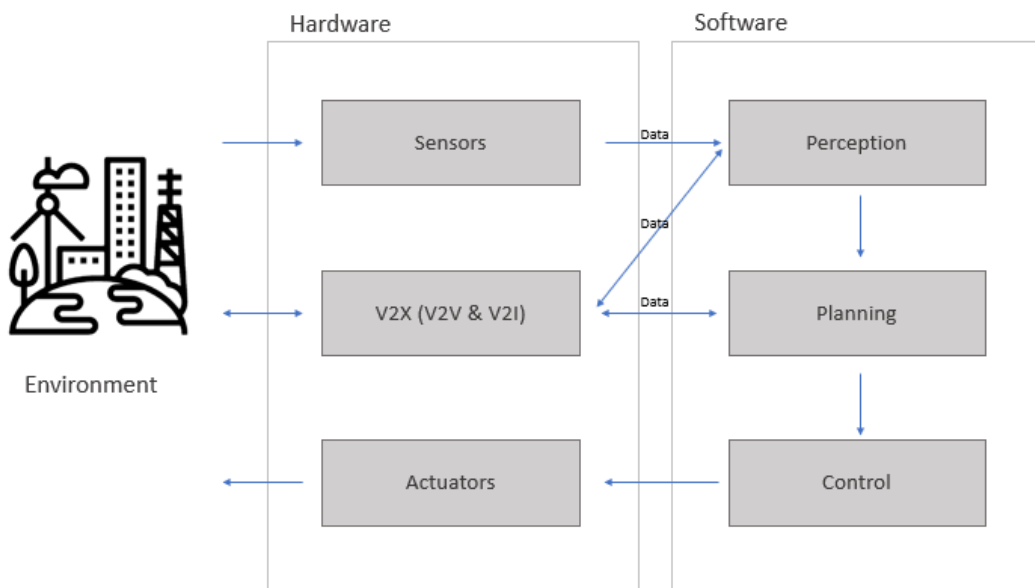 Hardware
Software
Sensors
Data
Perception
Data
V2X (V2V & V2I)
Data
Planning
Environment
Actuators
Control